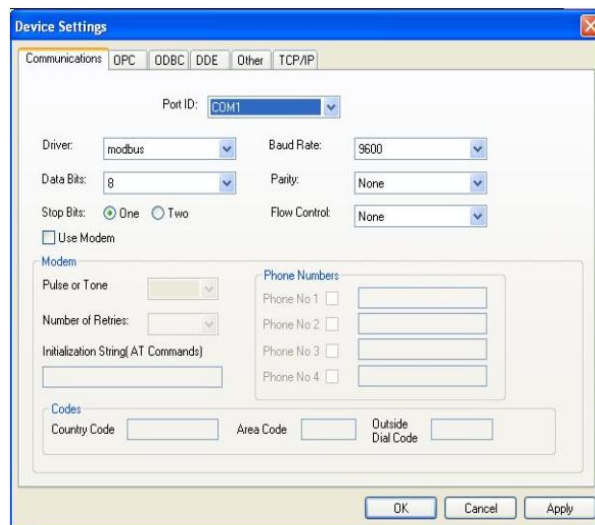 Device Settings
Communications OPC ODBC DDE Other TCP/IP
Port ID: COM1
Driver: modbus Baud Rate: 9600
Data Bits: 8 Parity: None
Stop Bits: One Two Flow Control: None
Use Modem
Modem
Pulse or Tone
Number of Retries:
Initialization String( AT Commands)
Phone Numbers
Phone No 1
Phone No 2
Phone No 3
Phone No 4
Codes
Country Code Area Code Outside
Dial Code
OK Cancel Apply